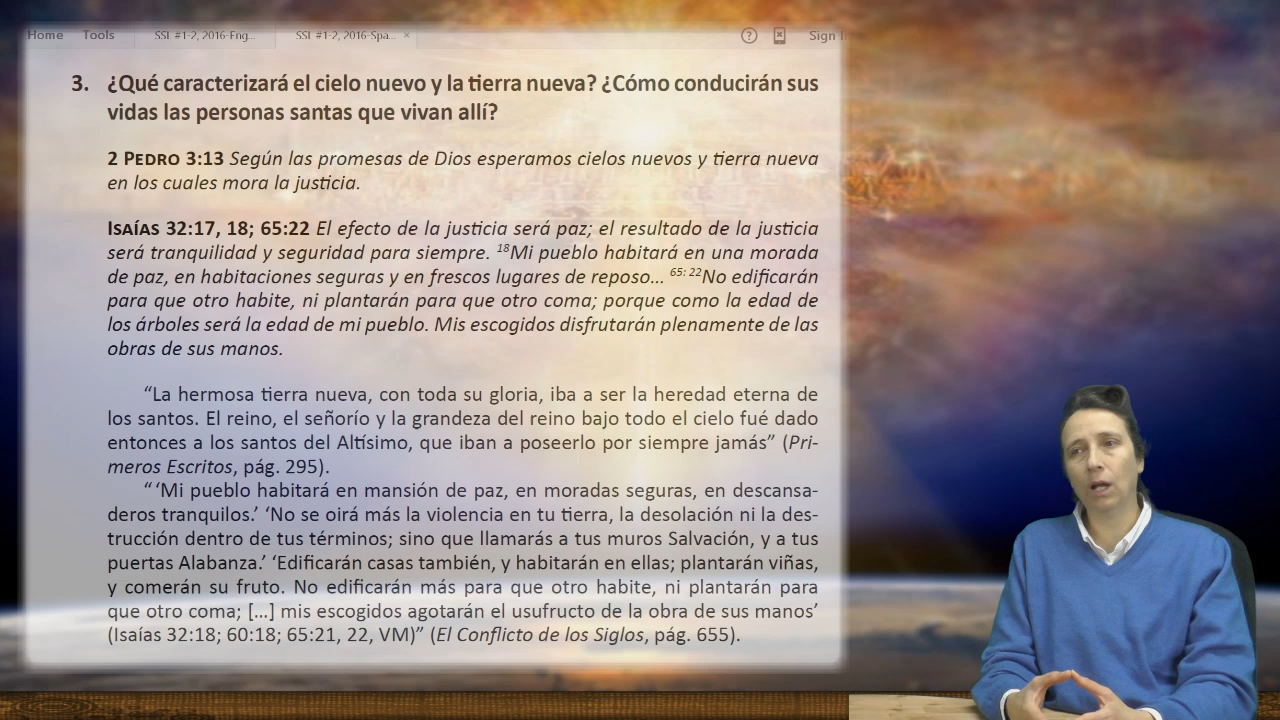 Home Tools SSL #1-2, 2016-Eng... SSL #1-2, 2016-Spa... × ? Sign I
3. ¿Qué caracterizará el cielo nuevo y la tierra nueva? ¿Cómo conducirán sus
vidas las personas santas que vivan allí?
2 PEDRO 3:13 Según las promesas de Dios esperamos cielos nuevos y tierra nueva
en los cuales mora la justicia.
ISAÍAS 32:17, 18; 65:22 El efecto de la justicia será paz; el resultado de la justicia
será tranquilidad y seguridad para siempre. 18Mi pueblo habitará en una morada
de paz, en habitaciones seguras y en frescos lugares de reposo... 65: 22No edificarán
para que otro habite, ni plantarán para que otro coma; porque como la edad de
los árboles será la edad de mi pueblo. Mis escogidos disfrutarán plenamente de las
obras de sus manos.
“La hermosa tierra nueva, con toda su gloria, iba a ser la heredad eterna de
los santos. El reino, el señorío y la grandeza del reino bajo todo el cielo fué dado
entonces a los santos del Altísimo, que iban a poseerlo por siempre jamás” (Pri-
meros Escritos, pág. 295).
“ ‘Mi pueblo habitará en mansión de paz, en moradas seguras, en descansa-
deros tranquilos.’ ‘No se oirá más la violencia en tu tierra, la desolación ni la des-
trucción dentro de tus términos; sino que llamarás a tus muros Salvación, y a tus
puertas Alabanza.’ ‘Edificarán casas también, y habitarán en ellas; plantarán viñas,
y comerán su fruto. No edificarán más para que otro habite, ni plantarán para
que otro coma; [...] mis escogidos agotarán el usufructo de la obra de sus manos’
(Isaías 32:18; 60:18; 65:21, 22, VM)” (El Conflicto de los Siglos, pág. 655).